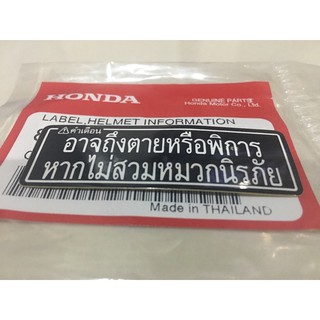 HONDA
GENUINE PARTS
Honda Motor Co., Ltd.
LABEL, HELMET INFORMATION
⚠คำเตือน
อาจถึงตายหรือพิการ
หากไม่สวมหมวกนิรภัย
Made in THAILAND